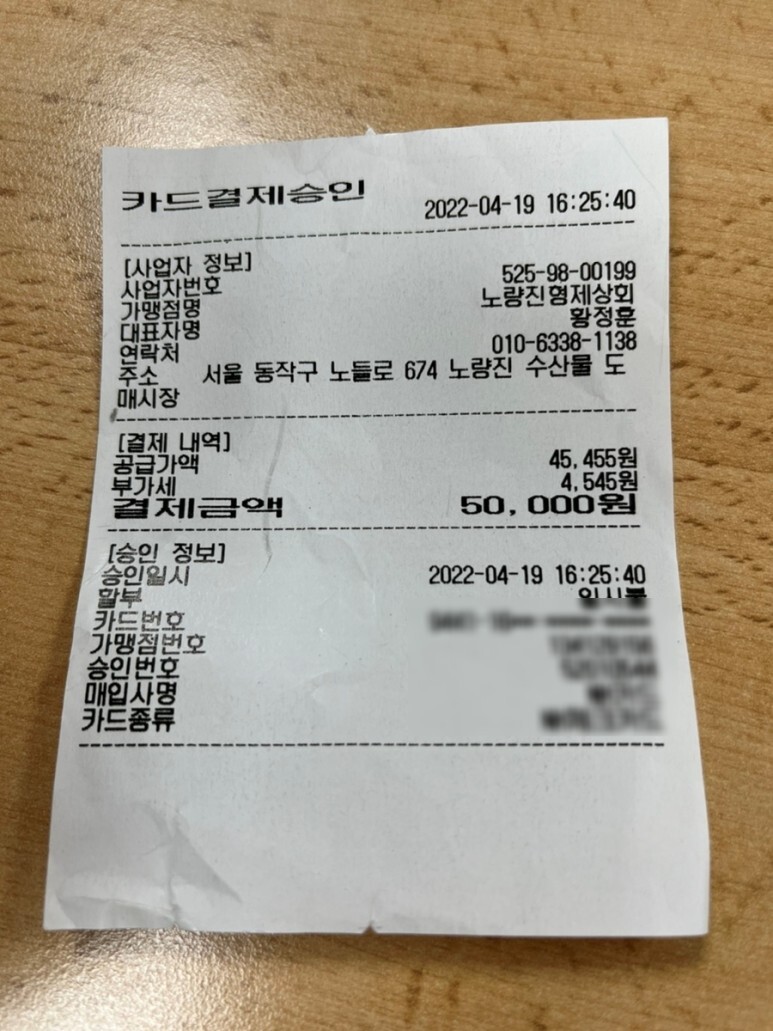 카드결제승인 2022-04-19 16:25:40
[사업자 정보]
사업자번호 525-98-00199
가맹점명 노량진형제상회
대표자명 황정훈
연락처 010-6338-1138
주소 서울 동작구 노들로 674 노량진 수산물 도
매시장
[결제 내역]
공급가액 45,455원
부가세 4,545원
결제금액 50,000원
[승인 정보]
승인일시 2022-04-19 16:25:40
할부 일시불
카드번호
가맹점번호
승인번호
매입사명
카드종류